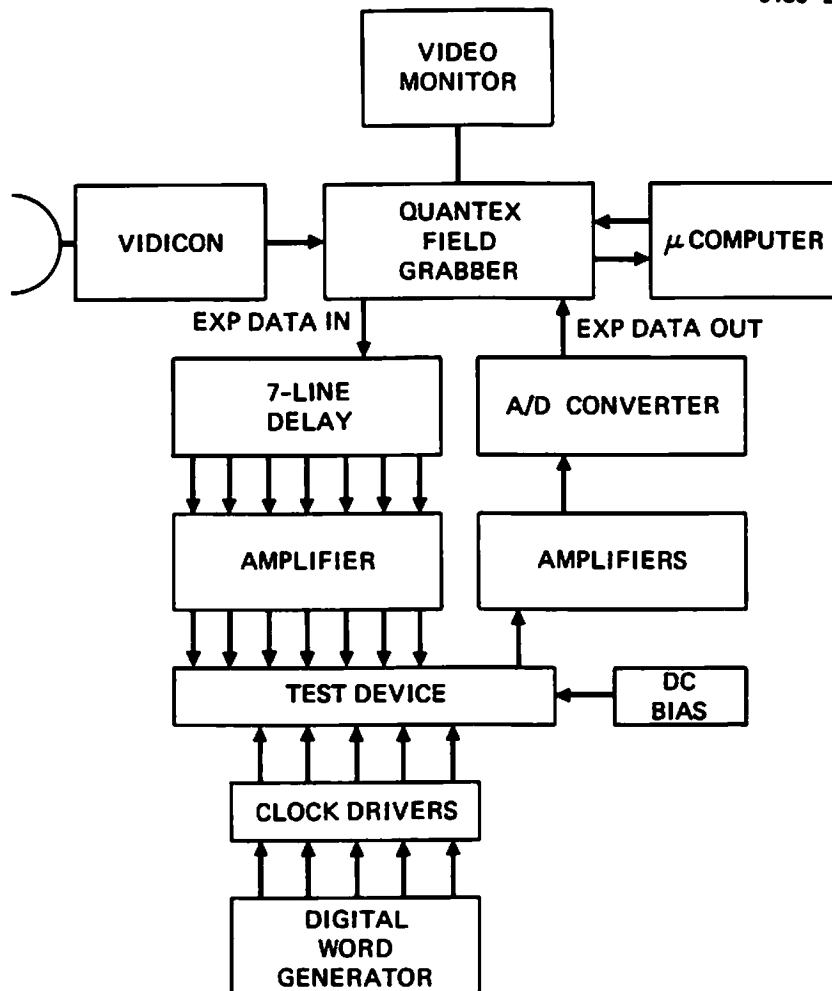 VIDEO
MONITOR
VIDICON
QUANTEX
FIELD
GRABBER
μ COMPUTER
EXP DATA IN
EXP DATA OUT
7-LINE
DELAY
A/D CONVERTER
AMPLIFIER
AMPLIFIERS
TEST DEVICE
DC
BIAS
CLOCK DRIVERS
DIGITAL
WORD
GENERATOR